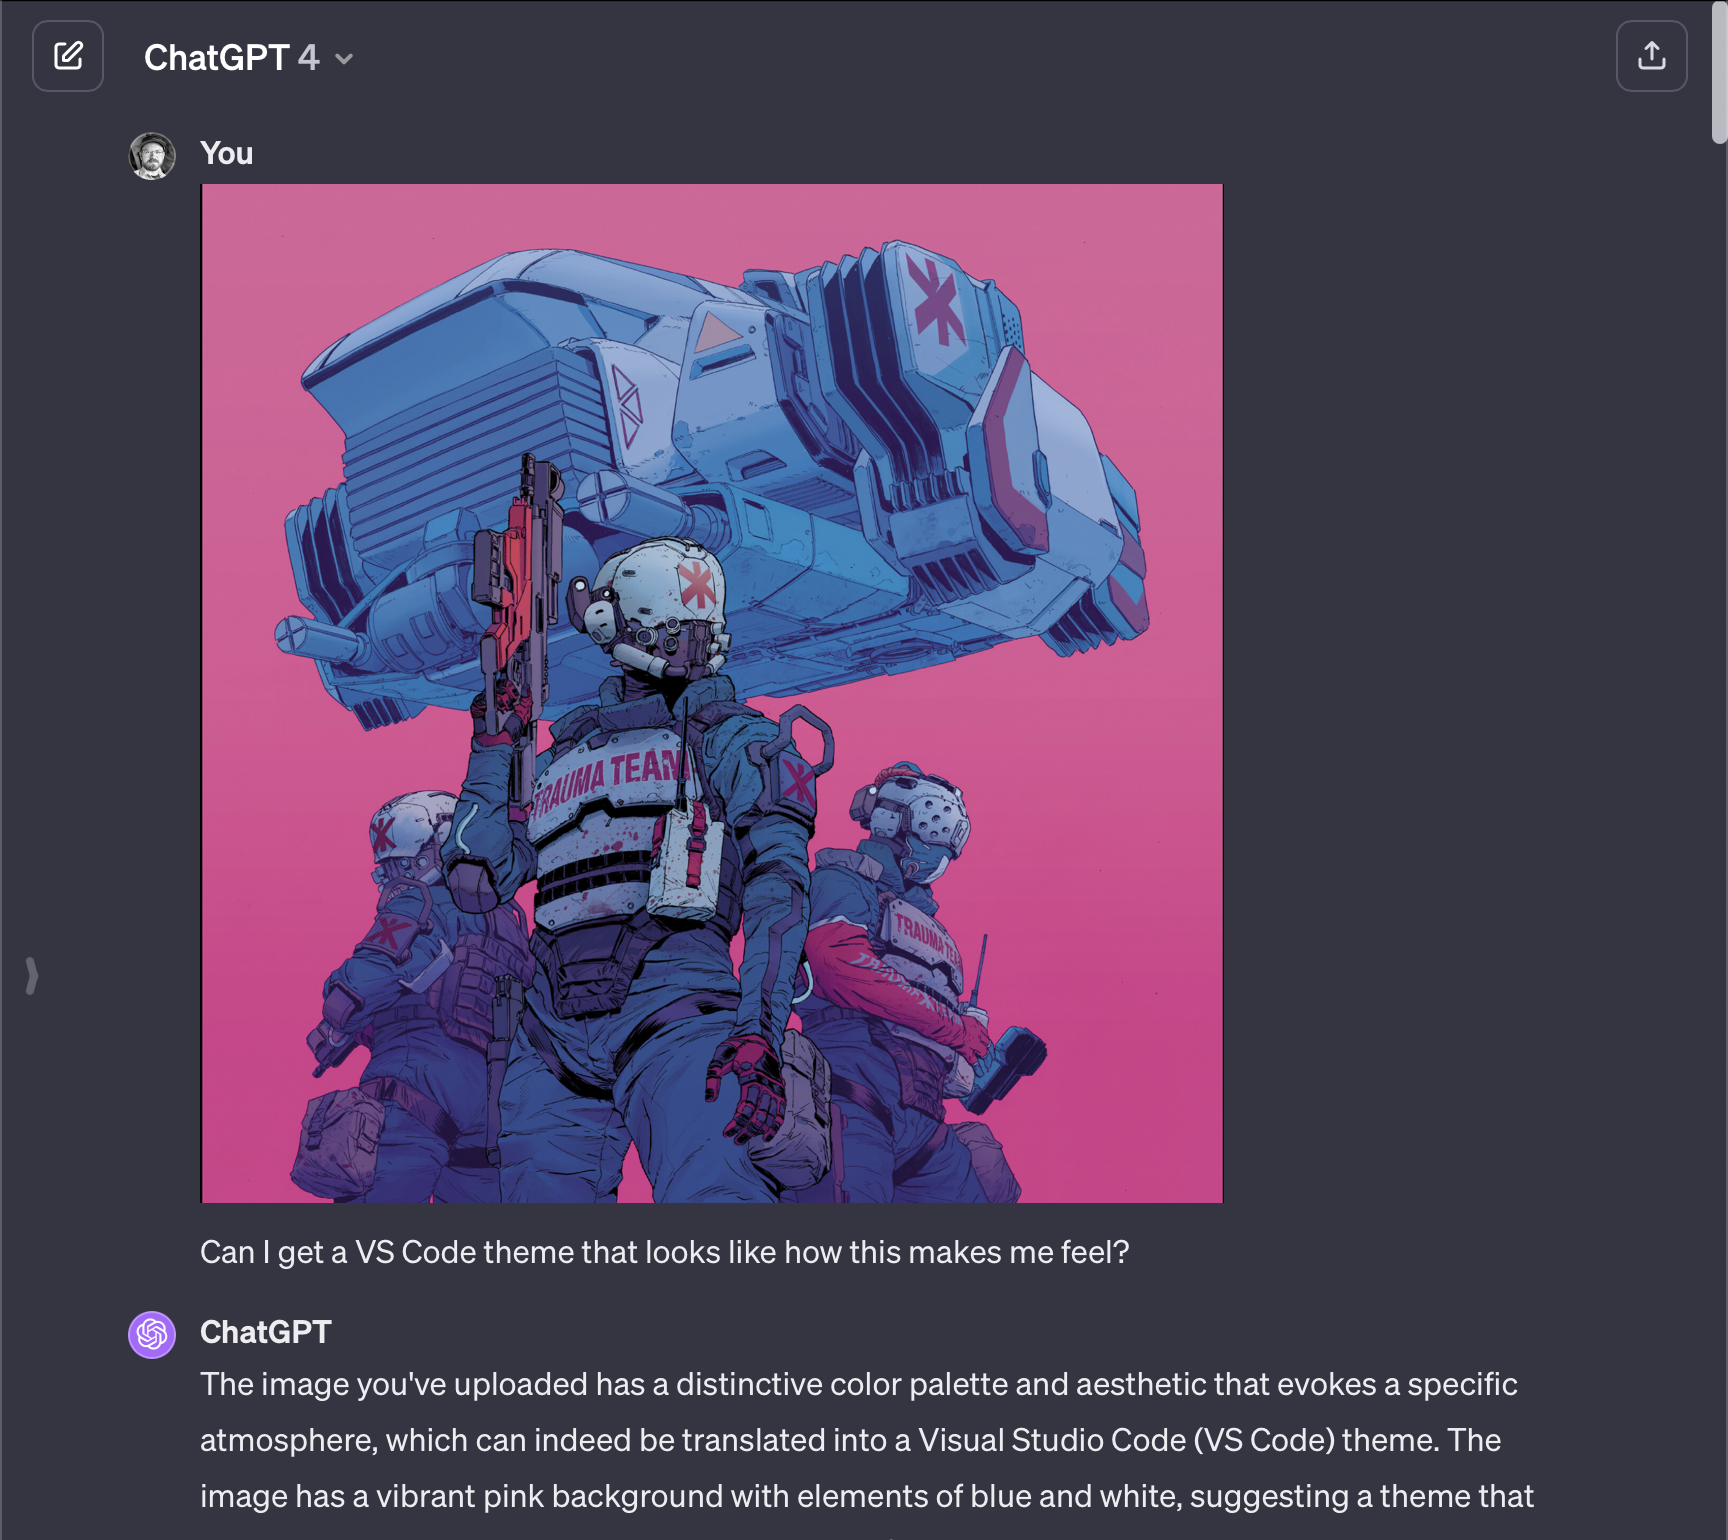 ChatGPT 4
You
TRAUMA TEAM
TRAUMA TEAM
Can I get a VS Code theme that looks like how this makes me feel?
ChatGPT
The image you've uploaded has a distinctive color palette and aesthetic that evokes a specific
atmosphere, which can indeed be translated into a Visual Studio Code (VS Code) theme. The
image has a vibrant pink background with elements of blue and white, suggesting a theme that